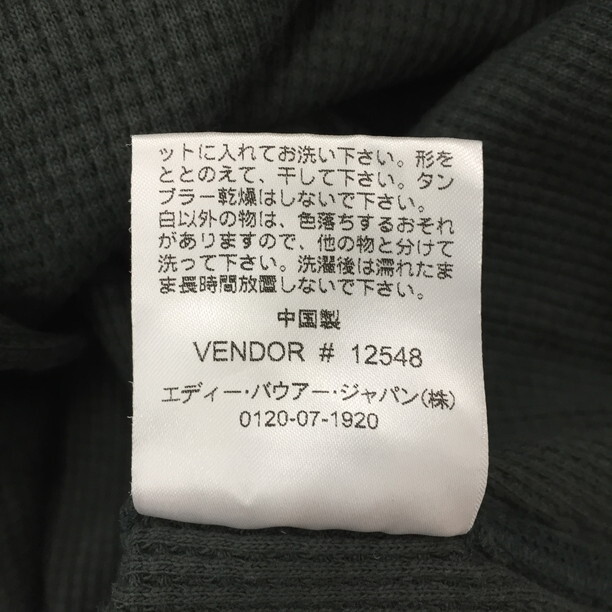 ットに入れてお洗い下さい。形を
ととのえて、干して下さい。タン
ブラー乾燥はしないで下さい。
白以外の物は、色落ちするおそれ
がありますので、他の物と分けて
洗って下さい。洗濯後は濡れたま
ま長時間放置しないで下さい。
中国製
VENDOR # 12548
エディー・バウアー・ジャパン(株)
0120-07-1920